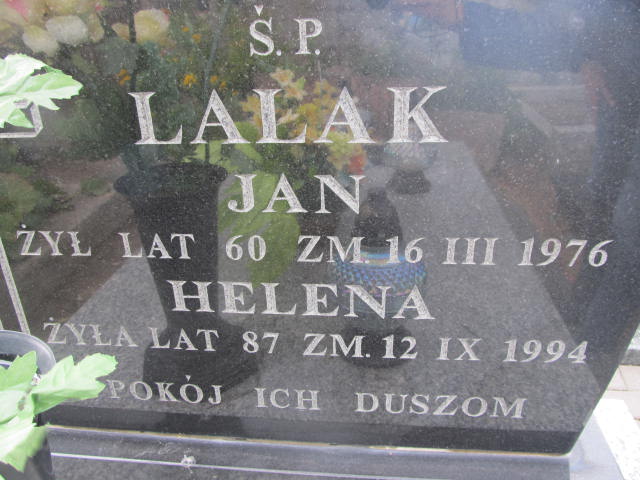 Ś.P.
LALAK
JAN
ŻYŁ LAT 60 ZM. 16 III 1976
HELENA
ŻYŁA LAT 87 ZM. 12 IX 1994
POKÓJ ICH DUSZOM